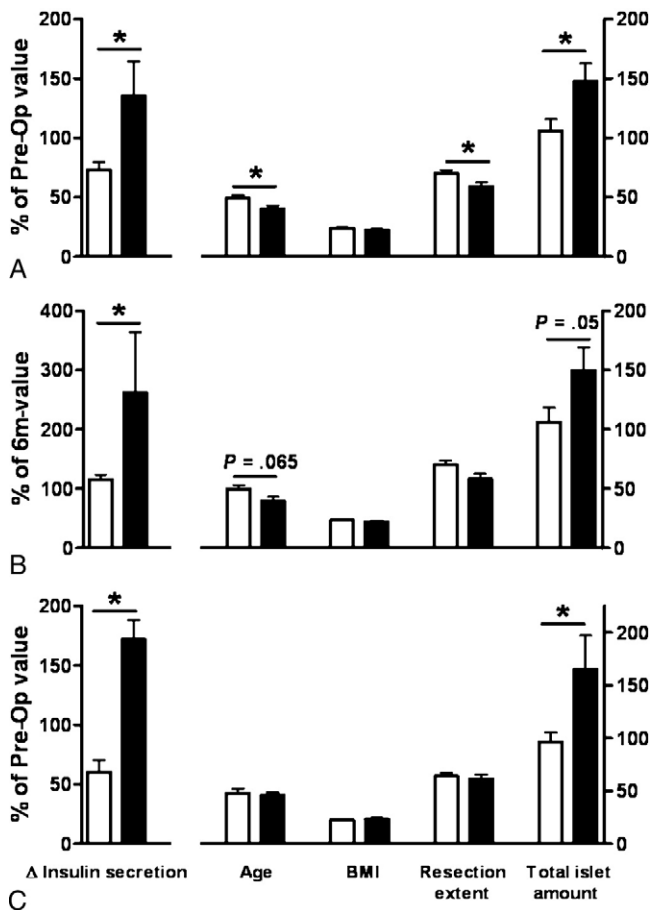 200
200
*
*
150
150
*
*
100
100
50
50
0
0
% of Pre-Op value
A
400
200
*
P = .05
300
150
200
100
P = .065
100
50
0
0
% of 6m-value
B
200
*
*
200
150
150
100
100
50
50
0
0
% of Pre-Op value
Δ Insulin secretion
Age
BMI
Resection
extent
Total islet
amount
C